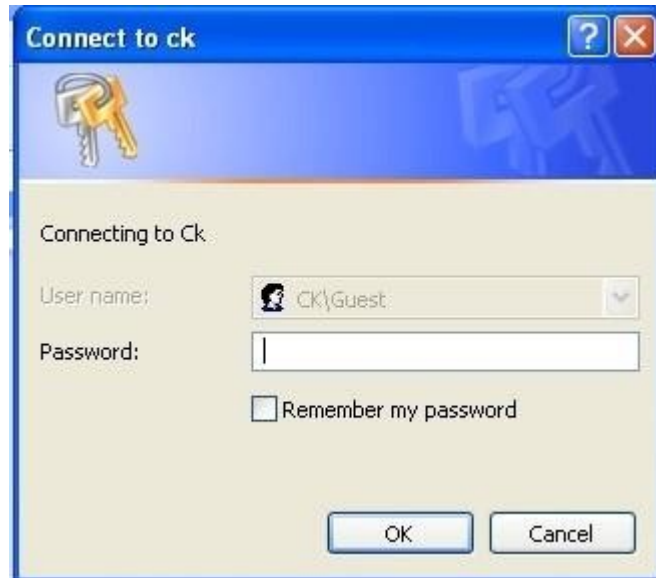 Connect to ck
Connecting to Ck
User name: CK\Guest
Password:
Remember my password
OK Cancel